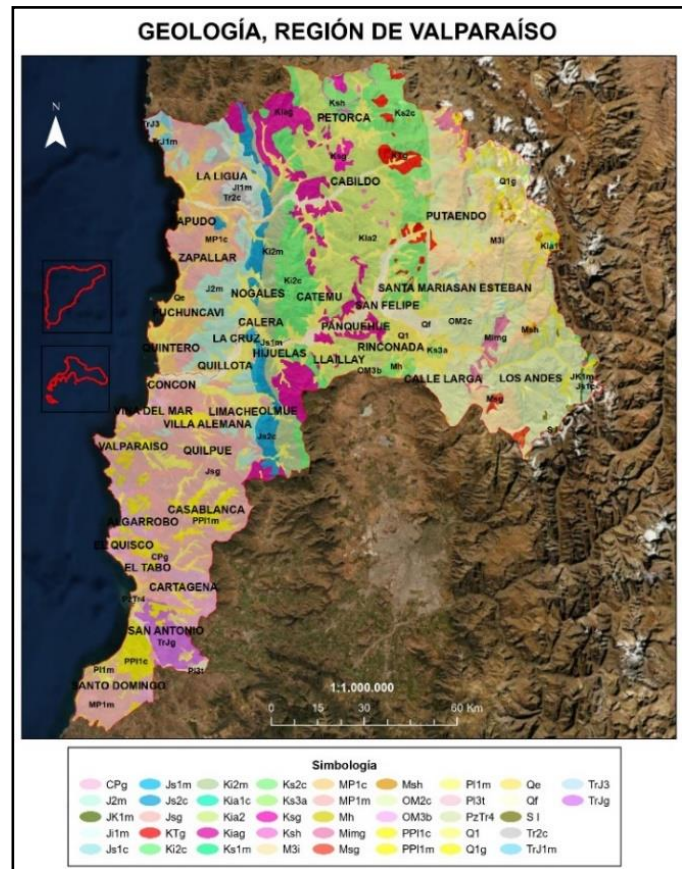 GEOLOGÍA, REGIÓN DE VALPARAÍSO
N
Ksh
Kiag
Ks2c
PETORCA
TrJ3
TrJ1m
Ksg
KTg
LA LIGUA
CABILDO
Q1g
Ji1m
Tr2c
PAPUDO
PUTAENDO
MP1c
Kia2
M3i
Kia1
ZAPALLAR
Ki2m
J2m
Ki2c
SANTA MARIA
SAN ESTEBAN
Qe
NOGALES
CATEMU
SAN FELIPE
PUCHUNCAVI
CALERA
PANQUEHUE
Qf
OM2c
Msh
LA CRUZ
Q1
Mimg
QUINTERO
Js1m
RINCONADA
HIJUELAS
Ks3a
QUILLOTA
LLAILLAY
OM3b
Mh
CALLE LARGA
LOS ANDES
JK1m
Js1c
CONCON
Msg
VIÑA DEL MAR
LIMACHE
OLMUE
VILLA ALEMANA
Js2c
S I
VALPARAISO
QUILPUE
Jsg
CASABLANCA
ALGARROBO
PPl1m
EL QUISCO
CPg
EL TABO
CARTAGENA
PzTr4
SAN ANTONIO
TrJg
PPl1c
Pl1m
Pl3t
SANTO DOMINGO
MP1m
1:1.000.000
0 15 30 60 Km
Simbología
CPg Js1m Ki2m Ks2c MP1c Msh Pl1m Qe TrJ3
J2m Js2c Kia1c Ks3a MP1m OM2c Pl3t Qf TrJg
JK1m Jsg Kia2 Ksg Mh OM3b PzTr4 S I
Ji1m KTg Kiag Ksh Mimg PPl1c Q1 Tr2c
Js1c Ki2c Ks1m M3i Msg PPl1m Q1g TrJ1m